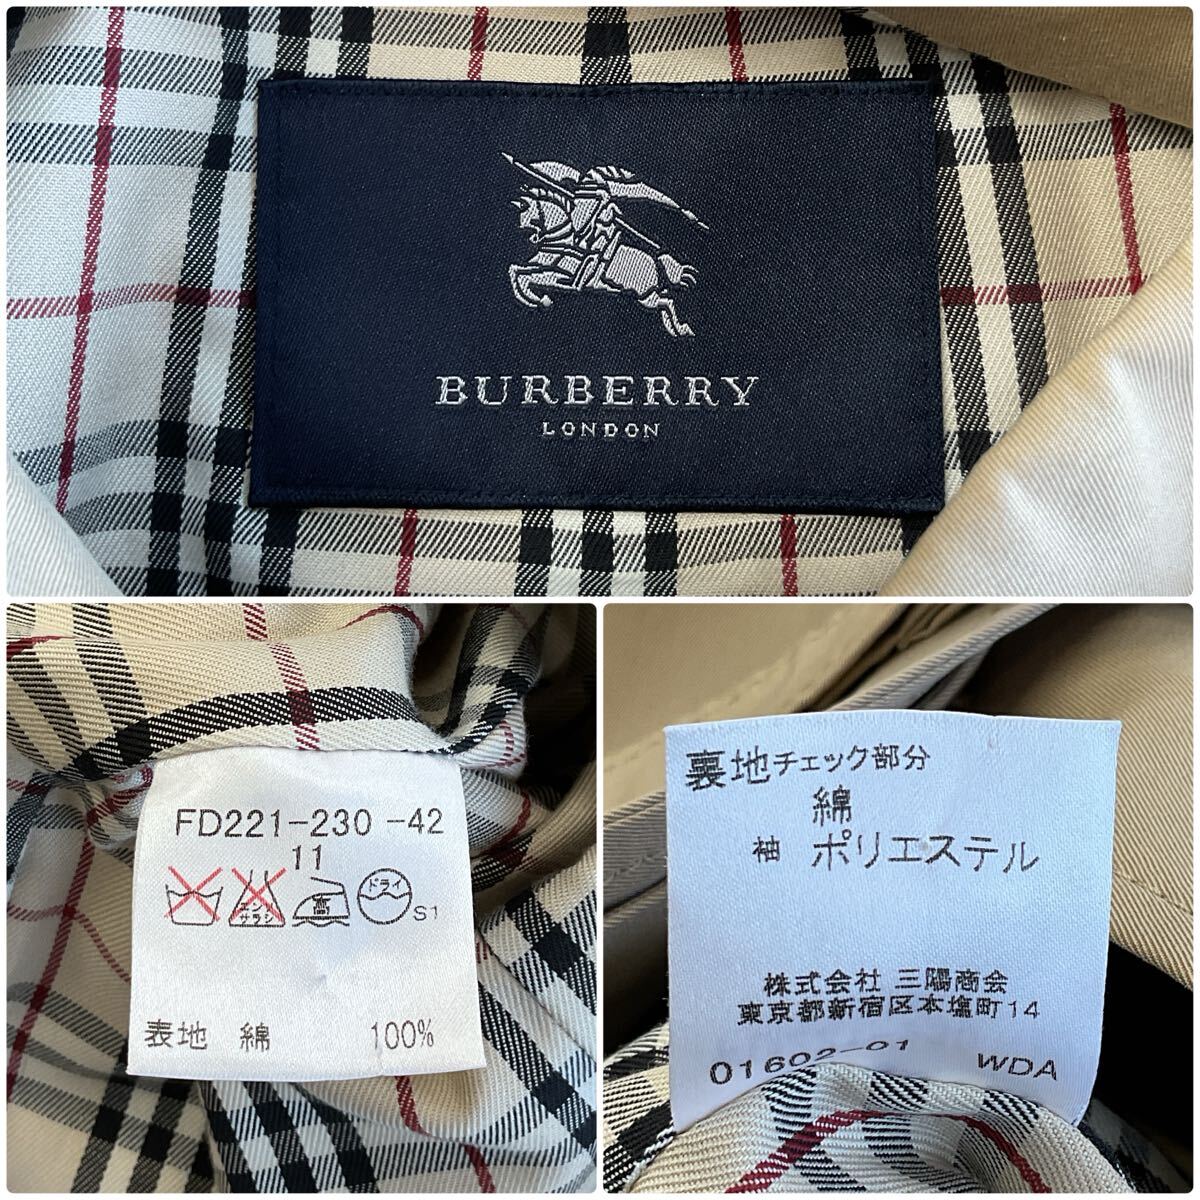 BURBERRY
LONDON
FD221-230 -42
11
エンソ
サラシ
高
ドライ
S1
表地 綿 100%
裏地チェック部分
綿
袖 ポリエステル
株式会社 三陽商会
東京都新宿区本塩町14
01602-01 WDA